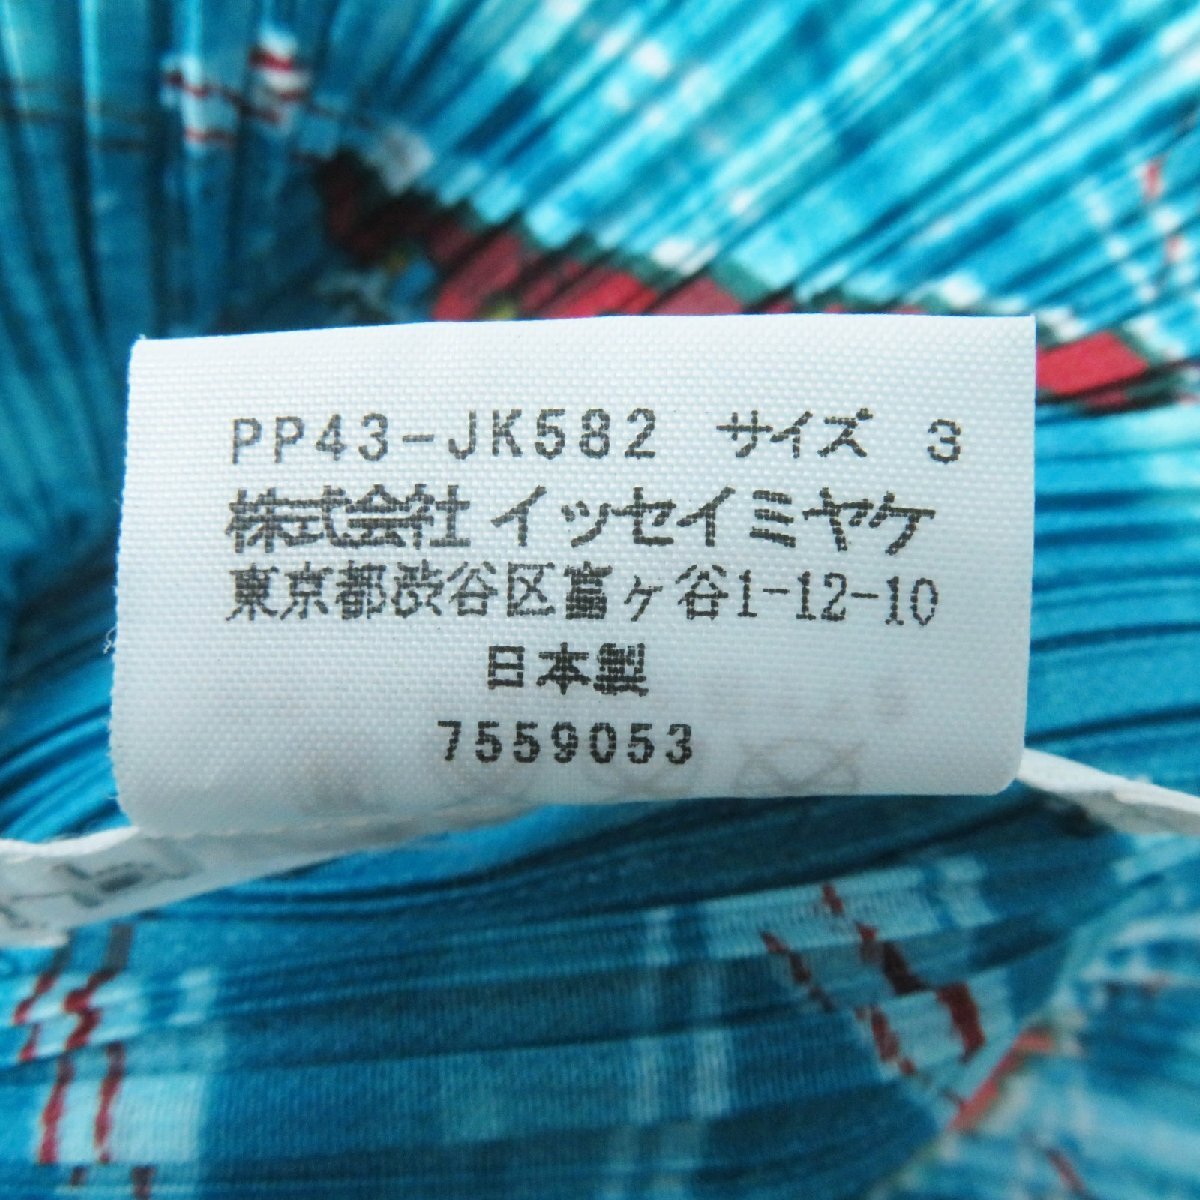 PP43-JK582 サイズ 3
株式会社 イッセイミヤケ
東京都渋谷区富ヶ谷1-12-10
日本製
7559053